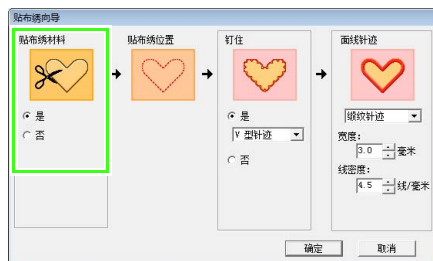 贴布绣向导
贴布绣材料
贴布绣位置
钉住
面线针迹
是
否
是
V 型针迹
否
缎纹针迹
宽度：
3.0 毫米
线密度：
4.5 线/毫米
确定
取消